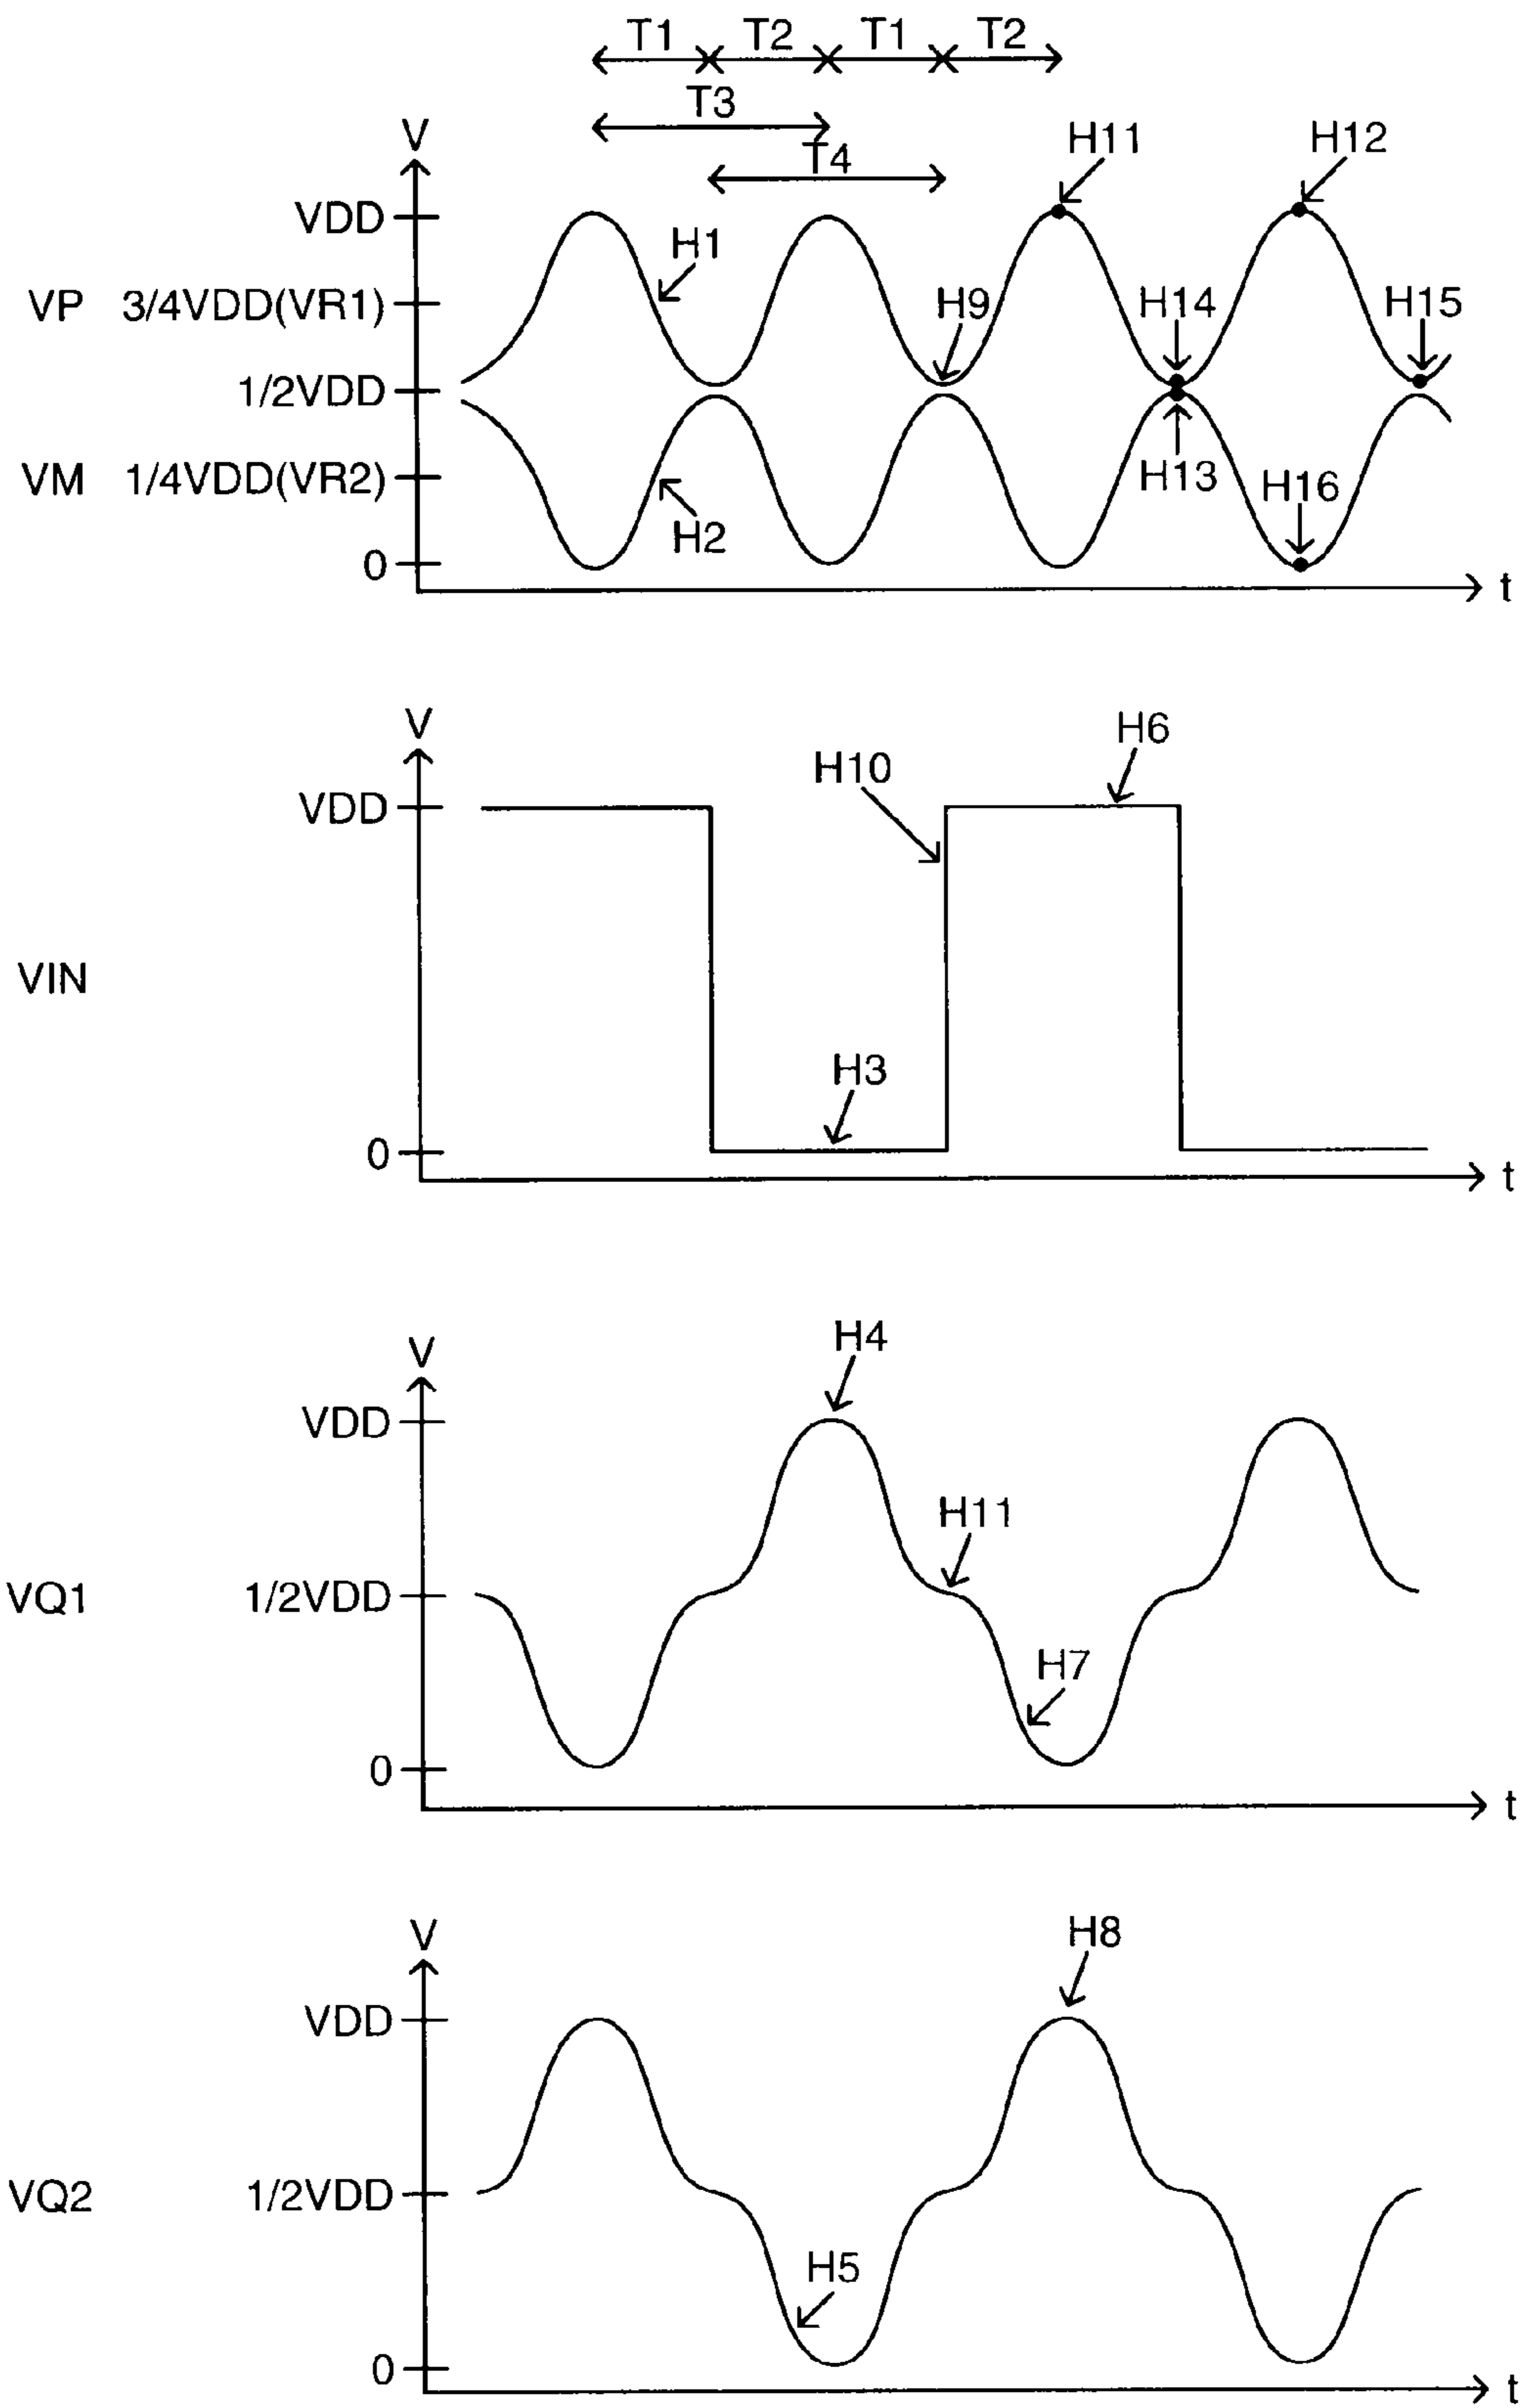 T1 T2 T1 T2
T3
T4
V
H11
H12
VDD
H1
VP 3/4VDD(VR1)
H9
H14
H15
1/2VDD
VM 1/4VDD(VR2)
H13
H16
H2
0
t
V
H6
H10
VDD
VIN
H3
0
t
V
H4
VDD
H11
VQ1 1/2VDD
H7
0
t
V
H8
VDD
VQ2 1/2VDD
H5
0
t